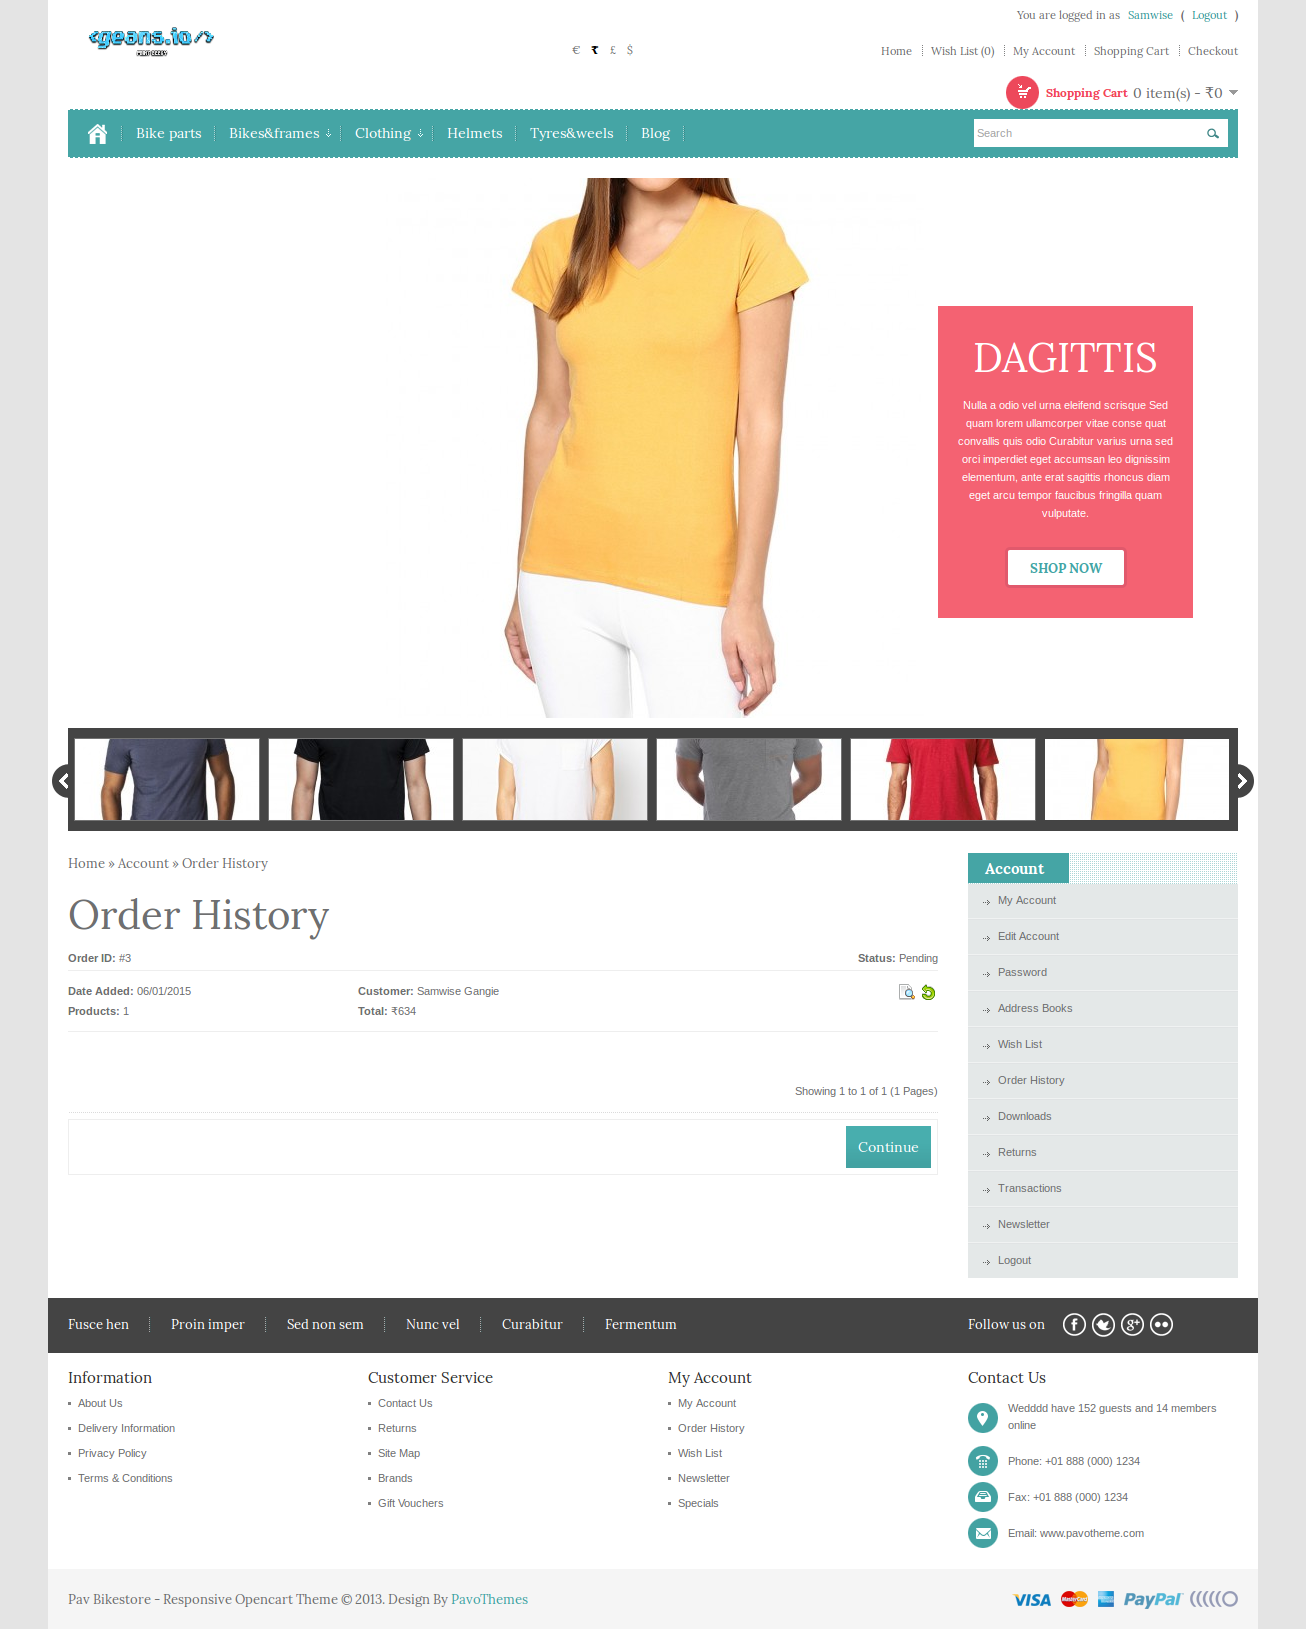 You are logged in as Samwise ( Logout )
<geans.io/>
PRINT GEEKY
€ ₹ £ $
Home Wish List (0) My Account Shopping Cart Checkout
Shopping Cart 0 item(s) - ₹0
Bike parts Bikes&frames Clothing Helmets Tyres&weels Blog
Search
DAGITTIS
Nulla a odio vel urna eleifend scrisque Sed
quam lorem ullamcorper vitae conse quat
convallis quis odio Curabitur varius urna sed
orci imperdiet eget accumsan leo dignissim
elementum, ante erat sagittis rhoncus diam
eget arcu tempor faucibus fringilla quam
vulputate.
SHOP NOW
Home » Account » Order History
Order History
Order ID: #3 Status: Pending
Date Added: 06/01/2015 Customer: Samwise Gangie
Products: 1 Total: ₹634
Showing 1 to 1 of 1 (1 Pages)
Continue
Account
My Account
Edit Account
Password
Address Books
Wish List
Order History
Downloads
Returns
Transactions
Newsletter
Logout
Fusce hen Proin imper Sed non sem Nunc vel Curabitur Fermentum Follow us on
Information
About Us
Delivery Information
Privacy Policy
Terms & Conditions
Customer Service
Contact Us
Returns
Site Map
Brands
Gift Vouchers
My Account
My Account
Order History
Wish List
Newsletter
Specials
Contact Us
Wedddd have 152 guests and 14 members
online
Phone: +01 888 (000) 1234
Fax: +01 888 (000) 1234
Email: www.pavotheme.com
Pav Bikestore - Responsive Opencart Theme © 2013. Design By PavoThemes
VISA MasterCard PayPal